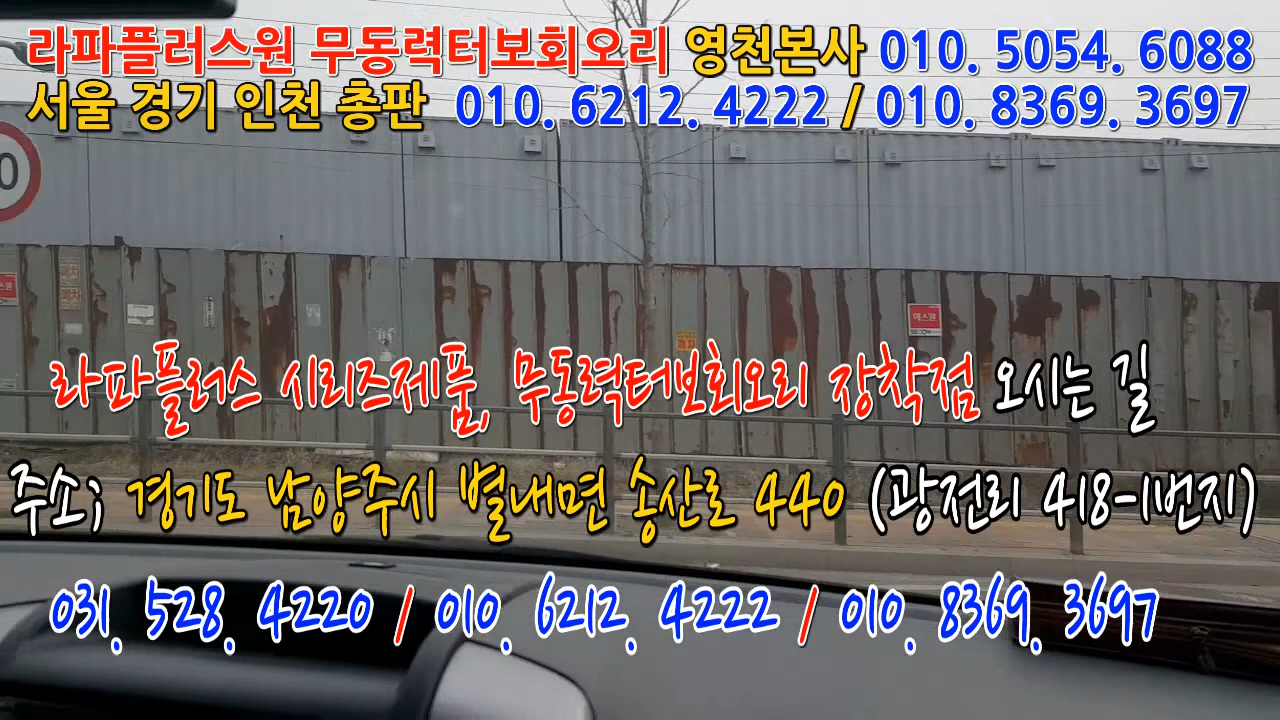 라파플러스원 무동력터보회오리 영천본사 010. 5054. 6088
서울 경기 인천 총판 010. 6212. 4222 / 010. 8369. 3697
0
에스원
라파플러스 시리즈제품, 무동력터보회오리 장착점 오시는 길
주소; 경기도 남양주시 별내면 송산로 440 (광전리 418-1번지)
031. 528. 4220 / 010. 6212. 4222 / 010. 8369. 3697